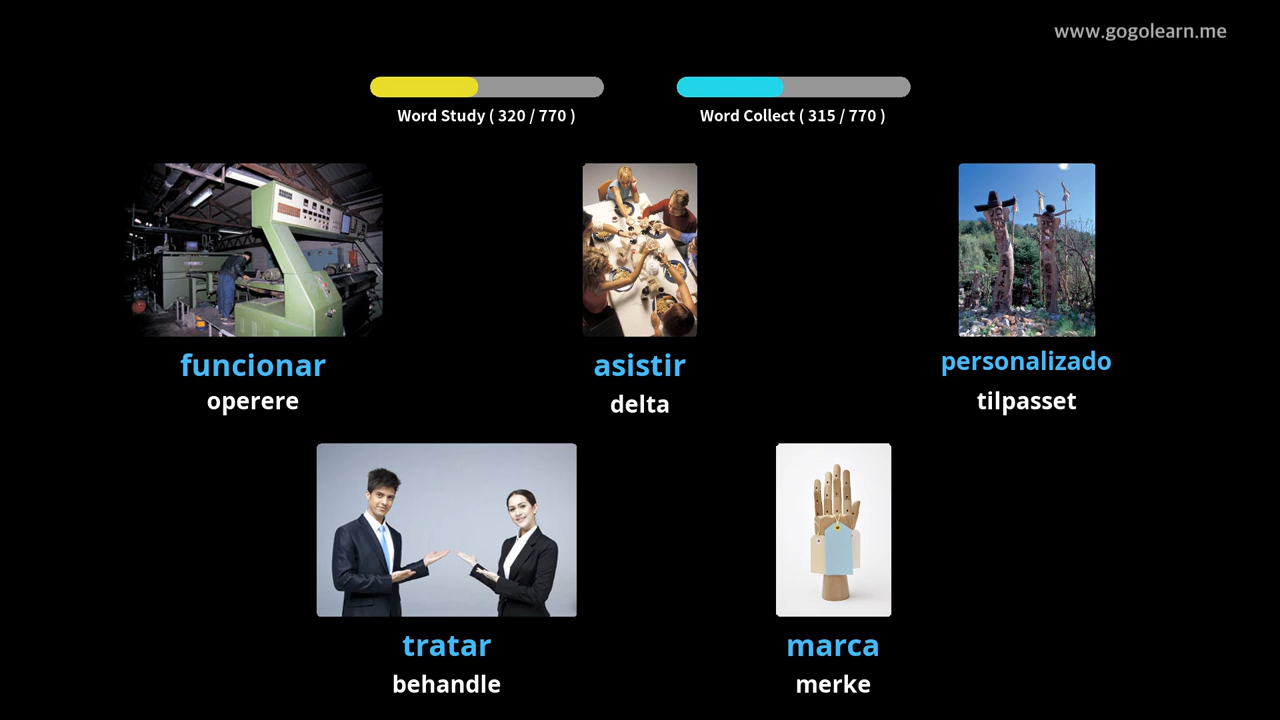 www.gogolearn.me
Word Study ( 320 / 770 )
Word Collect ( 315 / 770 )
funcionar
operere
asistir
delta
personalizado
tilpasset
tratar
behandle
marca
merke